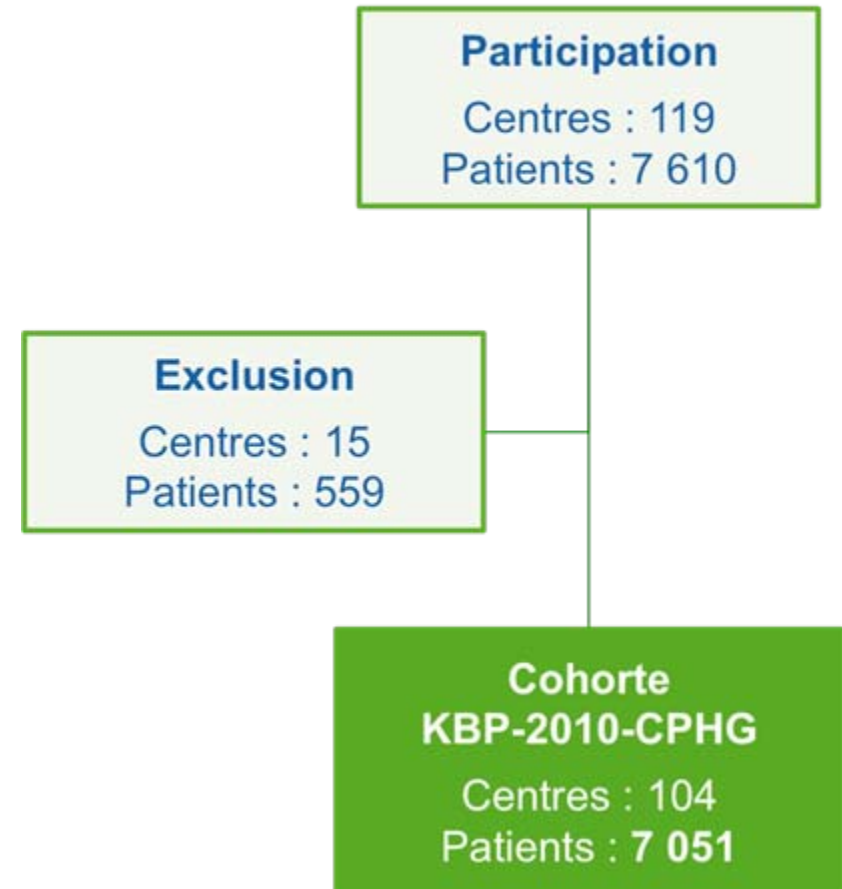 Participation
Centres : 119
Patients : 7 610
Exclusion
Centres : 15
Patients : 559
Cohorte
KBP-2010-CPHG
Centres : 104
Patients : 7 051